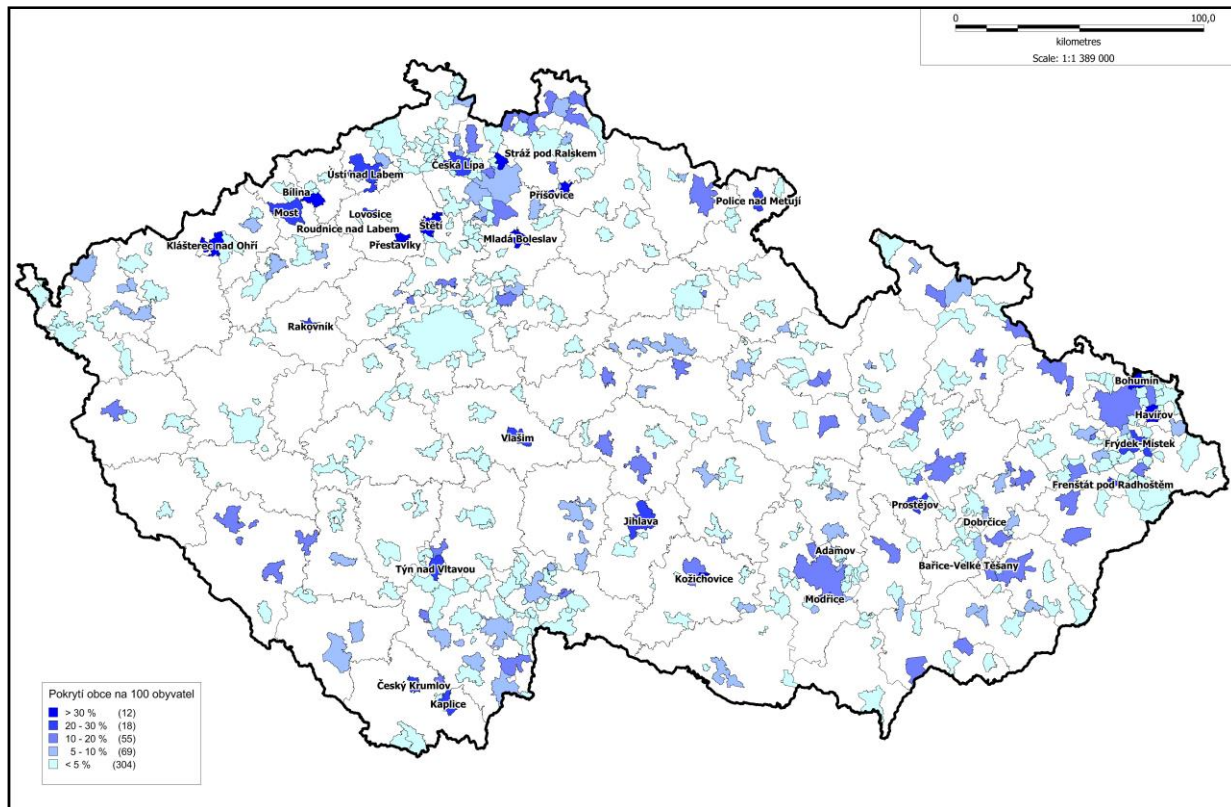 0 100,0
kilometres
Scale: 1:1 389 000
Stráž pod Ralskem
Česká Lípa
Ústí nad Labem
Bílina
Příšovice
Police nad Metují
Most
Lovosice
Štětí
Roudnice nad Labem
Přestavlky
Mladá Boleslav
Klášterec nad Ohří
Rakovník
Bohumín
Havířov
Vlašim
Frýdek-Místek
Frenštát pod Radhoštěm
Prostějov
Jihlava
Dobrčice
Adamov
Týn nad Vltavou
Kožichovice
Bařice-Velké Těšany
Modřice
Český Krumlov
Kaplice
Pokrytí obce na 100 obyvatel
> 30 % (12)
20 - 30 % (18)
10 - 20 % (55)
5 - 10 % (69)
< 5 % (304)